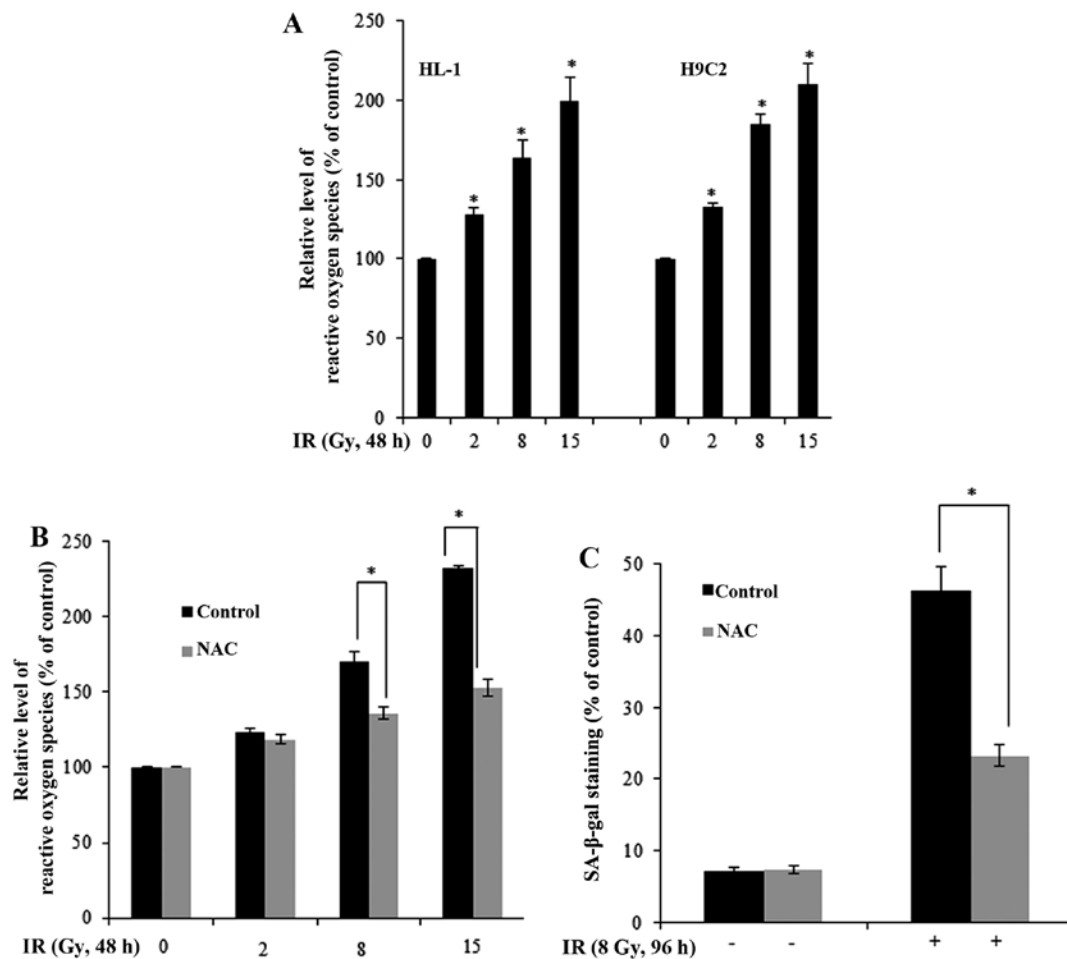 A
Relative level of
reactive oxygen species (% of control)
250
200
150
100
50
0
HL-1
H9C2
* * * * * *
IR (Gy, 48 h) 0 2 8 15 0 2 8 15
B
Relative level of
reactive oxygen species (% of control)
250
200
150
100
50
0
Control
NAC
* *
IR (Gy, 48 h) 0 2 8 15
C
SA-β-gal staining (% of control)
50
40
30
20
10
0
Control
NAC
*
IR (8 Gy, 96 h) - - + +